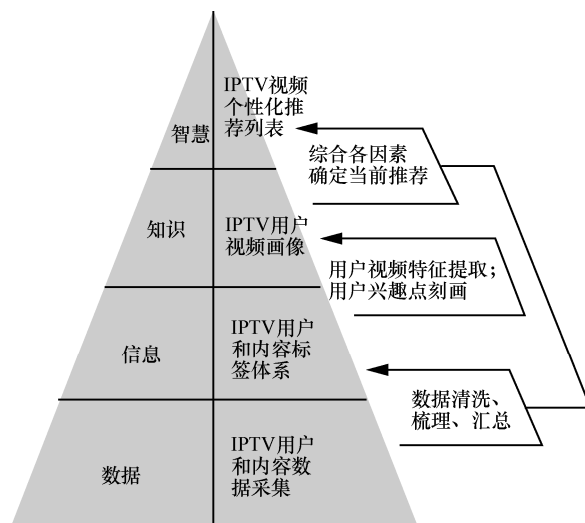 IPTV视频
个性化推
荐列表
智慧
综合各因素
确定当前推荐
知识
IPTV用户
视频画像
用户视频特征提取；
用户兴趣点刻画
信息
IPTV用户
和内容标
签体系
数据清洗、
梳理、汇总
数据
IPTV用户
和内容数
据采集